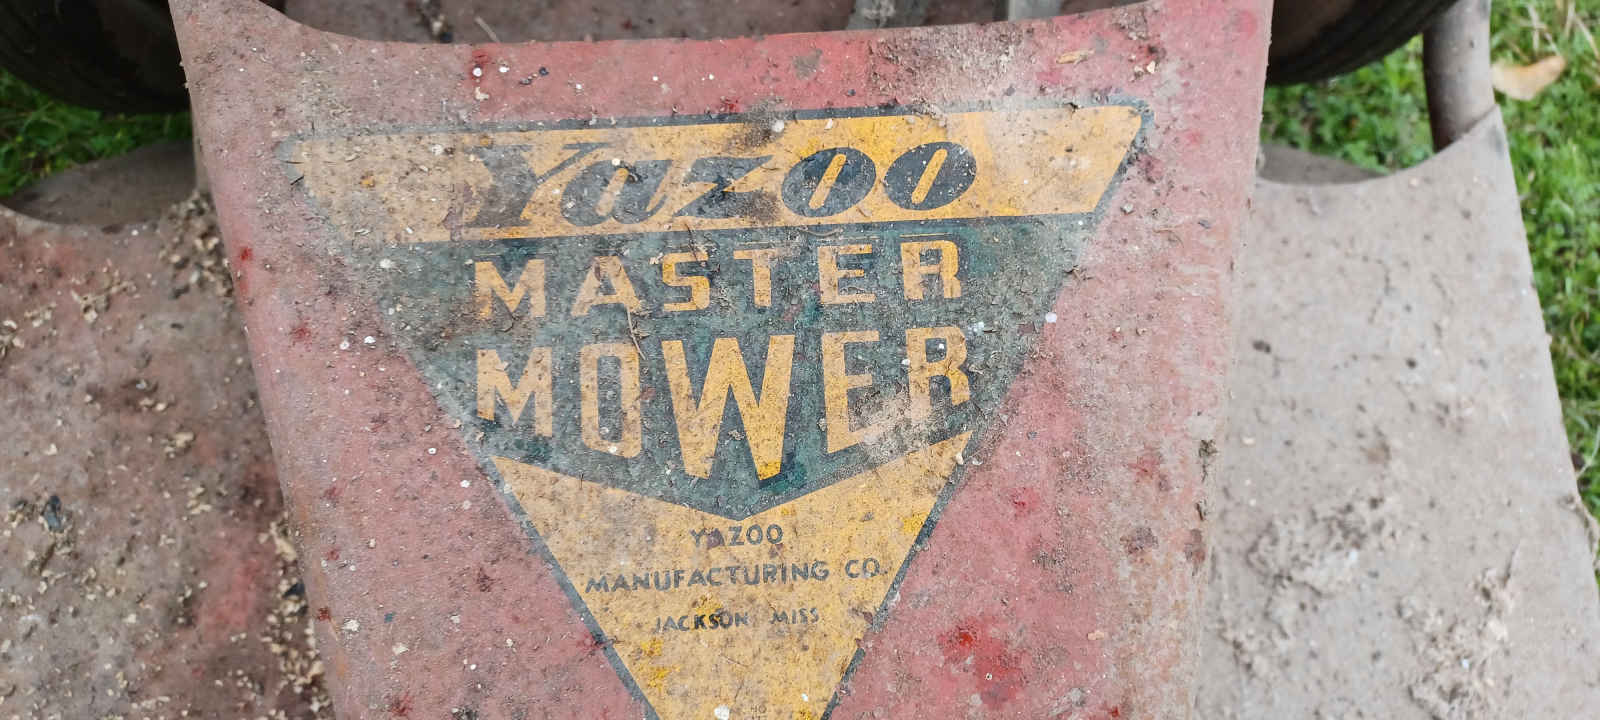 Yazoo
MASTER
MOWER
YAZOO
MANUFACTURING CO.
JACKSON, MISS